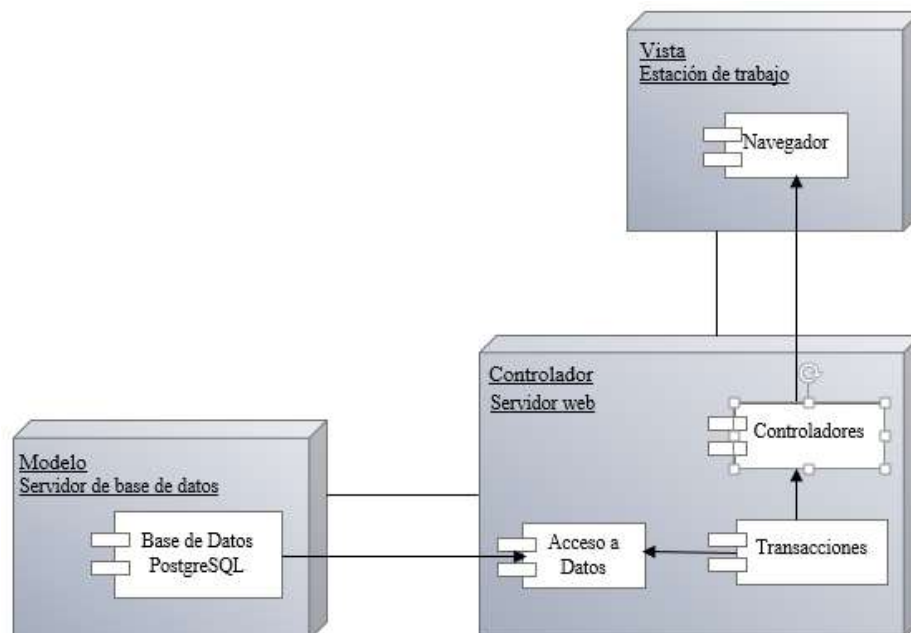 Vista
Estación de trabajo
Navegador
Controlador
Servidor web
Controladores
Modelo
Servidor de base de datos
Base de Datos
PostgreSQL
Acceso a
Datos
Transacciones